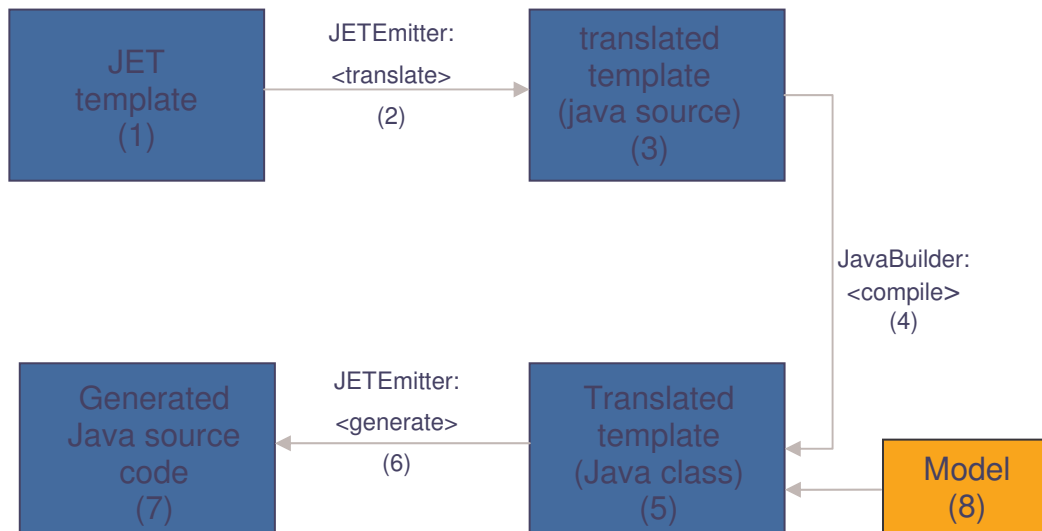 JET
template
(1)
JETEmitter:
<translate>
(2)
translated
template
(java source)
(3)
JavaBuilder:
<compile>
(4)
Generated
Java source
code
(7)
JETEmitter:
<generate>
(6)
Translated
template
(Java class)
(5)
Model
(8)